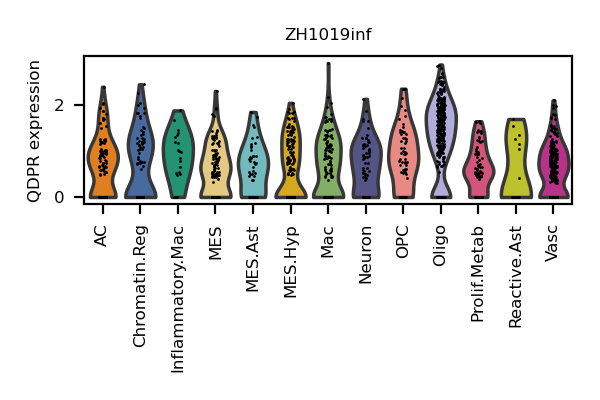 ZH1019inf
QDPR expression
2
0
AC
Chromatin.Reg
Inflammatory.Mac
MES
MES.Ast
MES.Hyp
Mac
Neuron
OPC
Oligo
Prolif.Metab
Reactive.Ast
Vasc